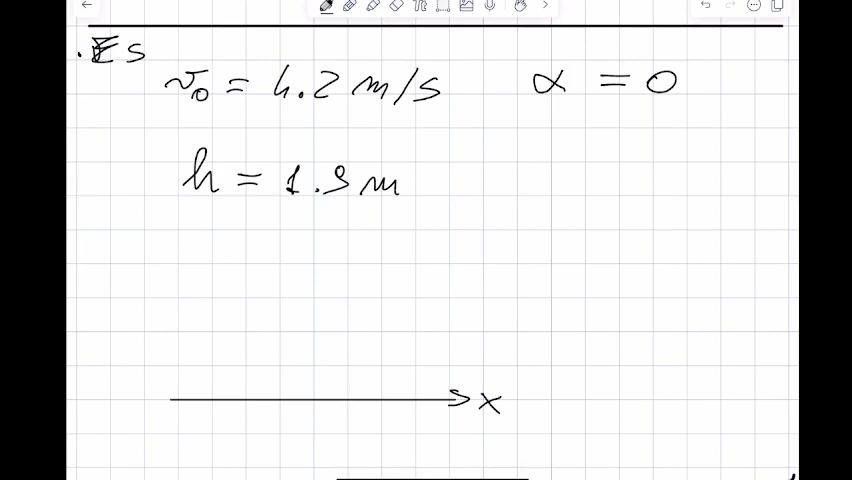 . Es
v₀ = 4.2 m/s α = 0
h = 1.9 m
x